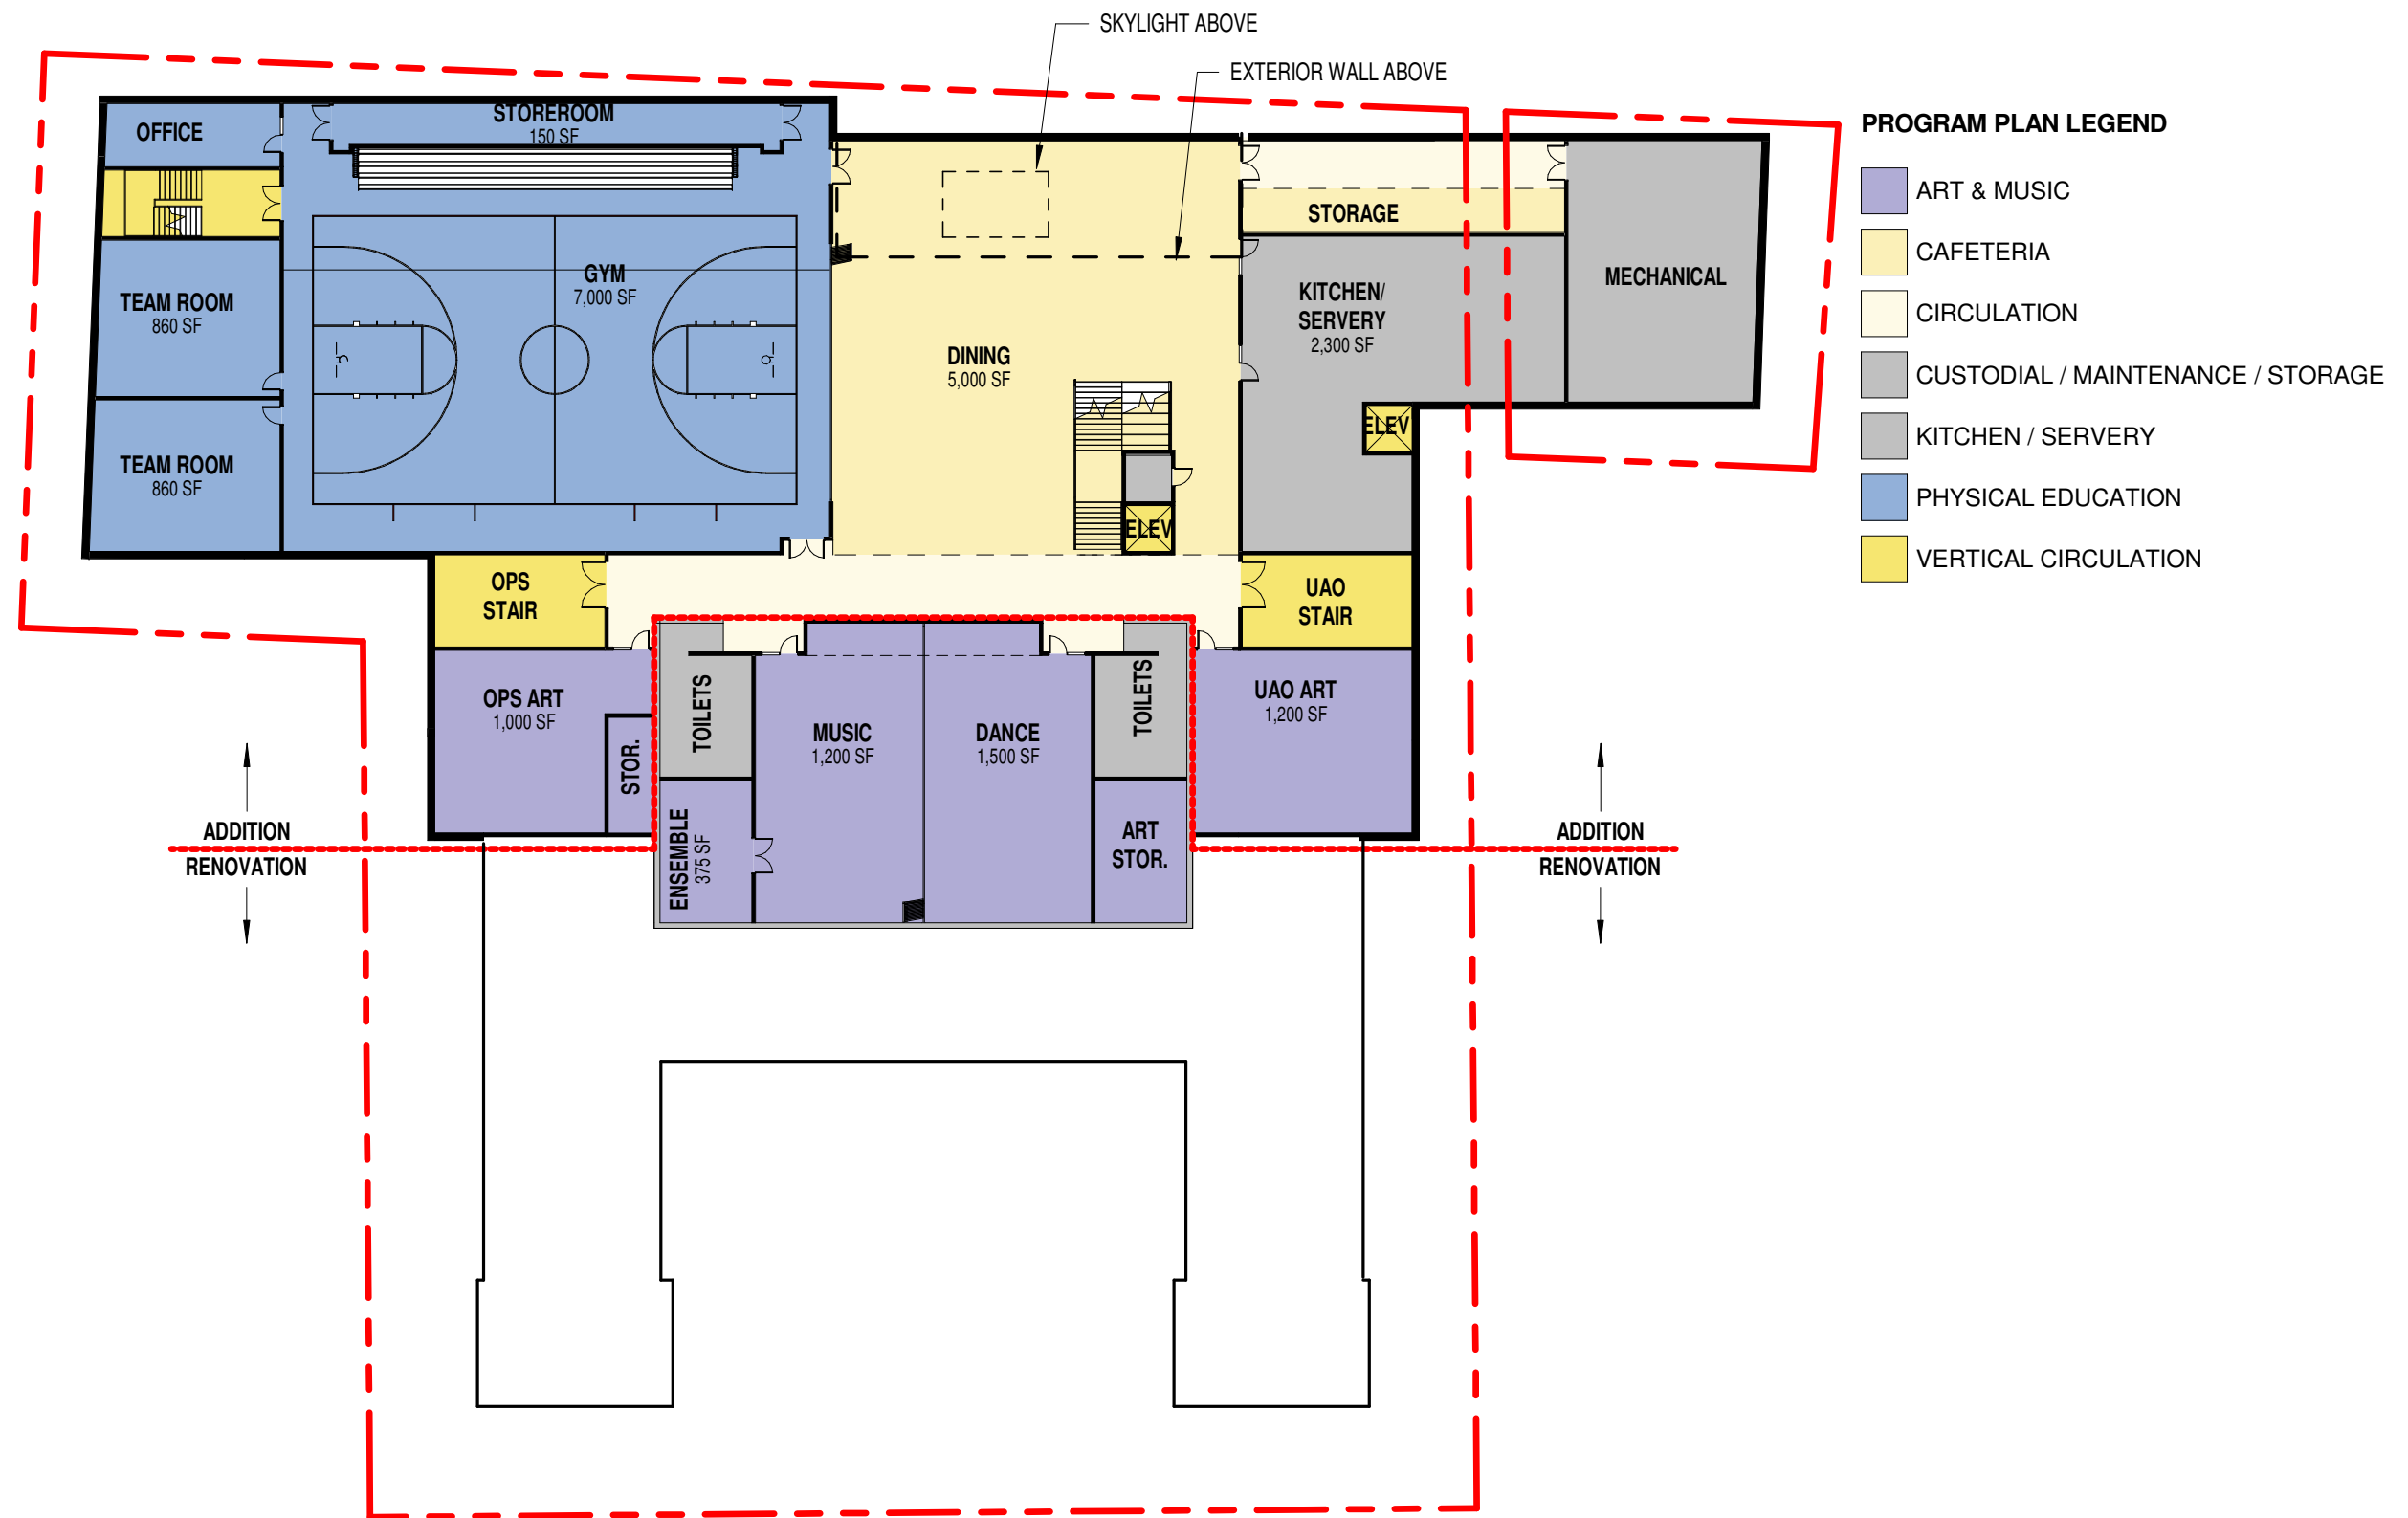 SKYLIGHT ABOVE
EXTERIOR WALL ABOVE
PROGRAM PLAN LEGEND
ART & MUSIC
CAFETERIA
CIRCULATION
CUSTODIAL / MAINTENANCE / STORAGE
KITCHEN / SERVERY
PHYSICAL EDUCATION
VERTICAL CIRCULATION
OFFICE
STOREROOM
150 SF
STORAGE
MECHANICAL
GYM
7,000 SF
TEAM ROOM
860 SF
KITCHEN/
SERVERY
2,300 SF
DINING
5,000 SF
ELEV
TEAM ROOM
860 SF
ELEV
OPS
STAIR
UAO
STAIR
OPS ART
1,000 SF
STOR.
TOILETS
MUSIC
1,200 SF
DANCE
1,500 SF
TOILETS
UAO ART
1,200 SF
ENSEMBLE
375 SF
ART
STOR.
ADDITION
RENOVATION
ADDITION
RENOVATION